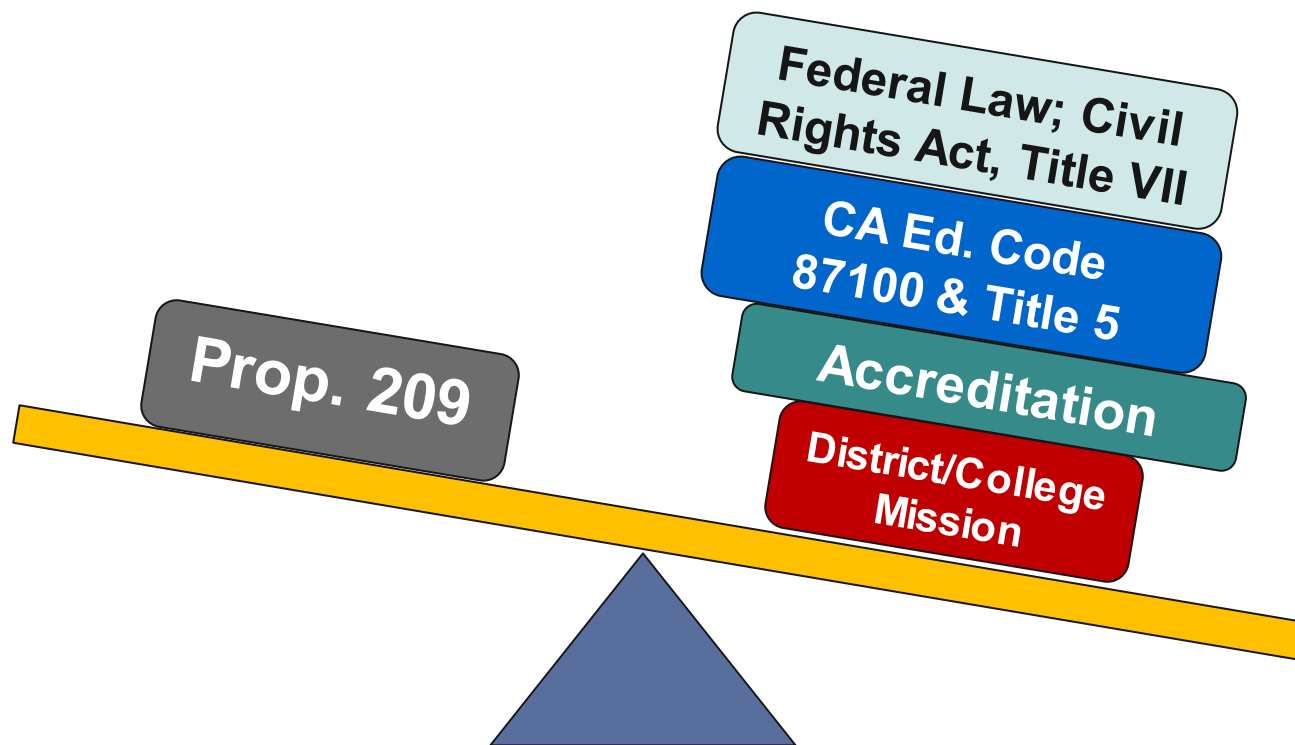 Federal Law; Civil
Rights Act, Title VII
CA Ed. Code
87100 & Title 5
Prop. 209
Accreditation
District/College
Mission